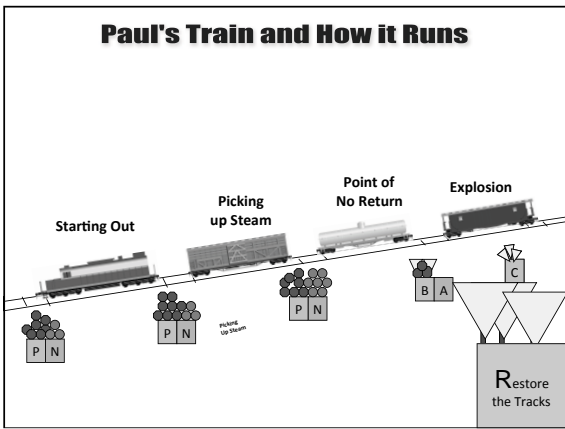 Paul's Train and How it Runs
Starting Out
Picking
up Steam
Point of
No Return
Explosion
P N
P N
Picking
Up Steam
P N
B A
C
Restore
the Tracks